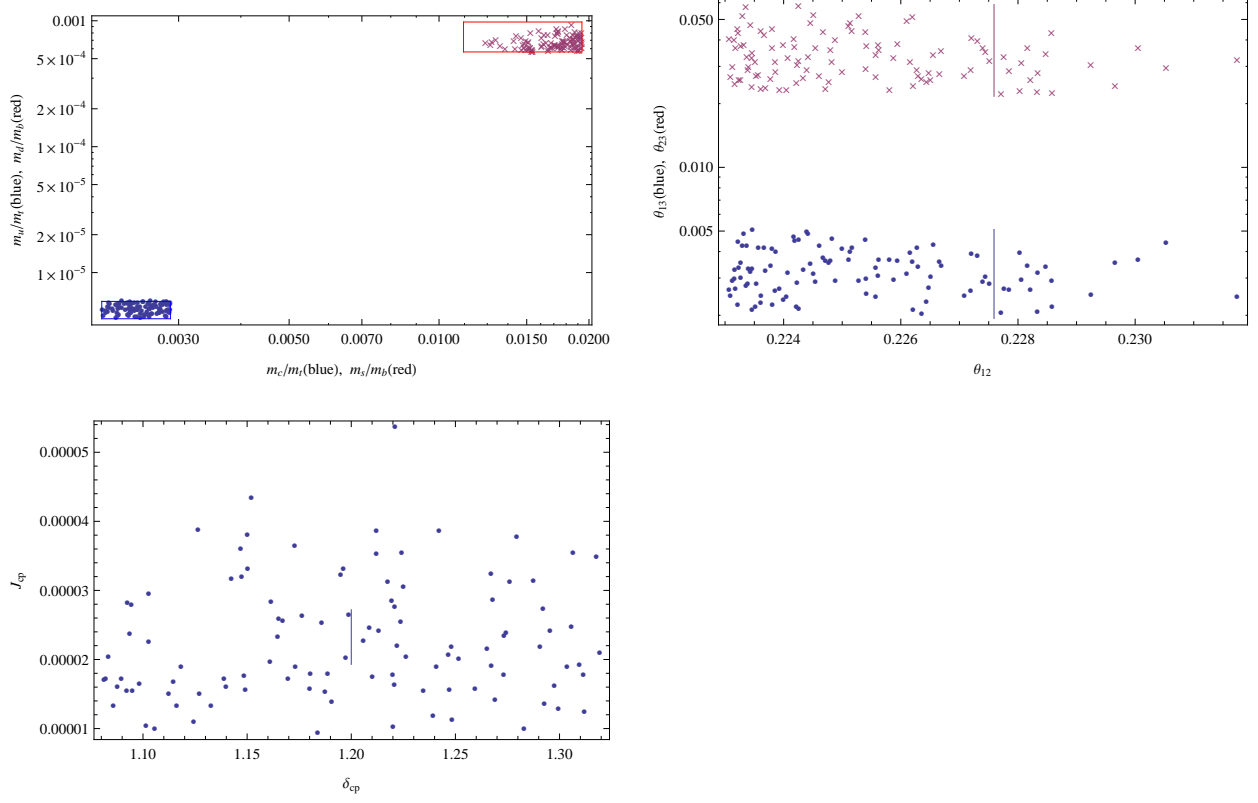 0.001
5×10⁻⁴
2×10⁻⁴
1×10⁻⁴
5×10⁻⁵
2×10⁻⁵
1×10⁻⁵
m_u/m_t(blue), m_d/m_b(red)
0.0030 0.0050 0.0070 0.0100 0.0150 0.0200
m_c/m_t(blue), m_s/m_b(red)
0.050
0.010
0.005
θ₁₃(blue), θ₂₃(red)
0.224 0.226 0.228 0.230
θ₁₂
0.00005
0.00004
0.00003
0.00002
0.00001
J_cp
1.10 1.15 1.20 1.25 1.30
δ_cp